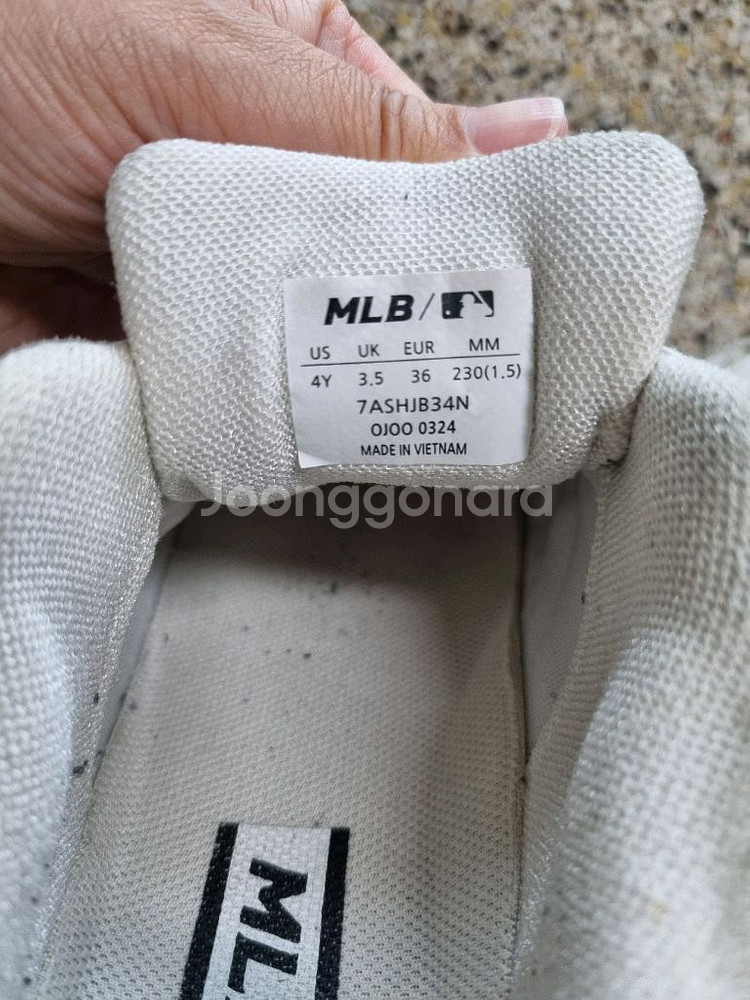 MLB/
US UK EUR MM
4Y 3.5 36 230(1.5)
7ASHJB34N
OJOO 0324
MADE IN VIETNAM
Joonggonara
MLB